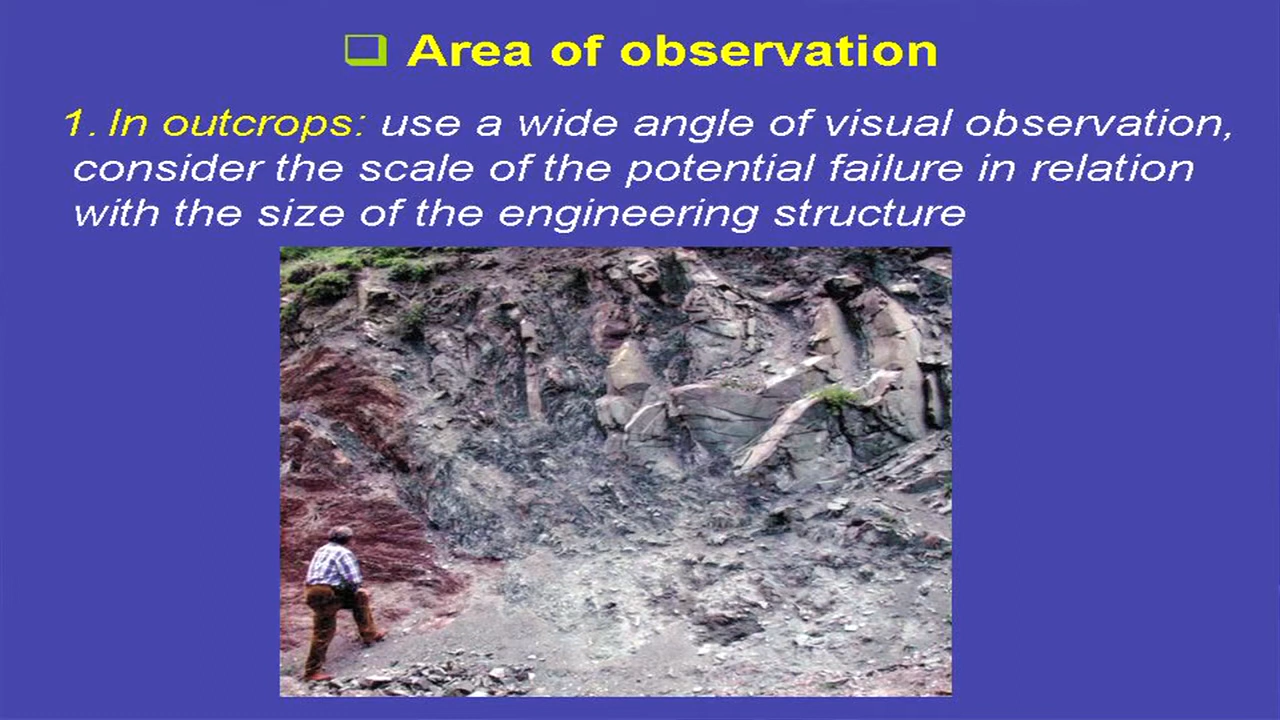 Area of observation
1. In outcrops: use a wide angle of visual observation,
consider the scale of the potential failure in relation
with the size of the engineering structure